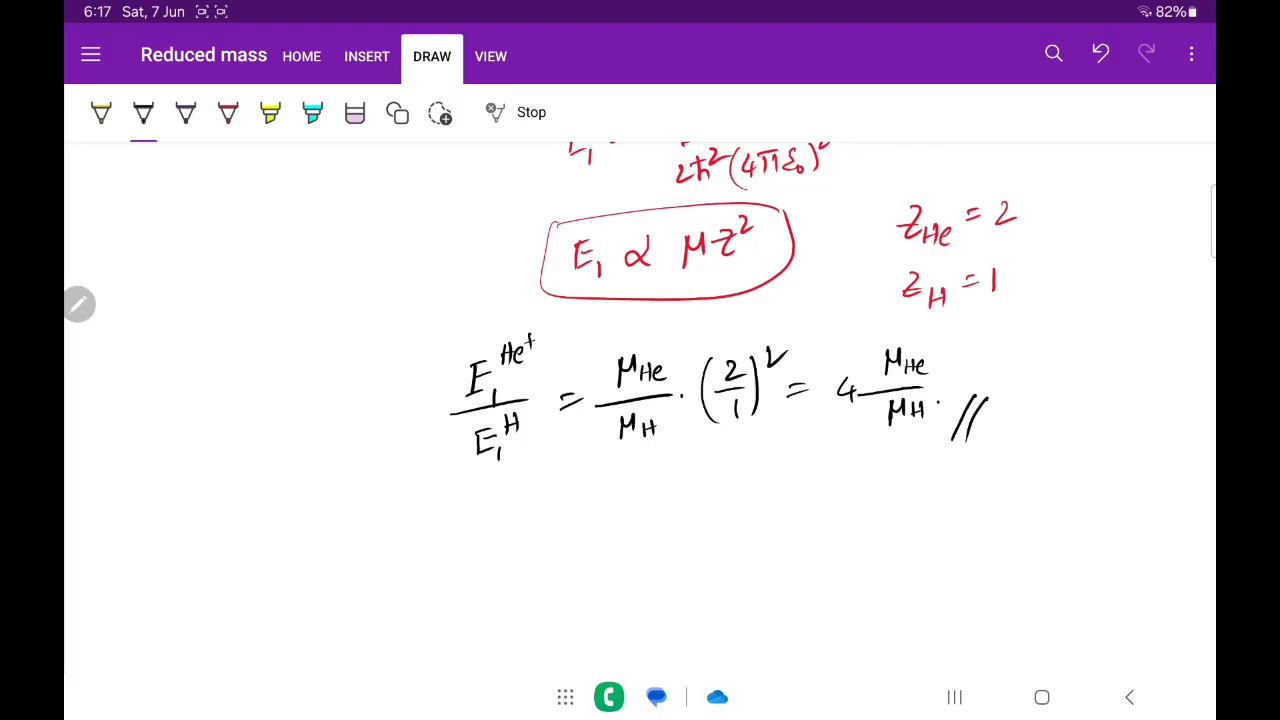 6:17 Sat, 7 Jun 82%
Reduced mass HOME INSERT DRAW VIEW
Stop
E₁
2ħ²(4πε₀)²
E₁ ∝ μZ²
Z_He = 2
Z_H = 1
E₁^He⁺ / E₁^H = μ_He / μ_H · (2/1)² = 4 μ_He / μ_H · //